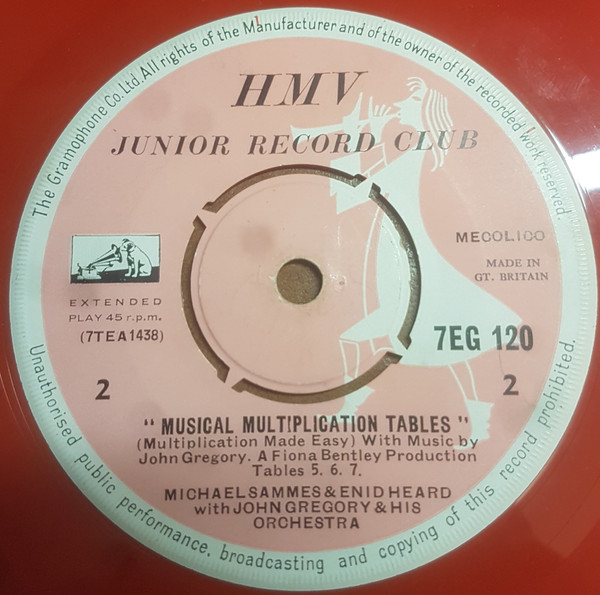 The Gramophone Co. Ltd. All rights of the Manufacturer and of the owner of the recorded work reserved.
HMV
JUNIOR RECORD CLUB
MECOLICO
MADE IN
GT. BRITAIN
EXTENDED
PLAY 45 r.p.m.
(7TEA1438)
7EG 120
2
2
" MUSICAL MULTIPLICATION TABLES "
(Multiplication Made Easy) With Music by
John Gregory. A Fiona Bentley Production
Tables 5. 6. 7.
MICHAEL SAMMES & ENID HEARD
with JOHN GREGORY & HIS
ORCHESTRA
Unauthorised public performance, broadcasting and copying of this record prohibited.